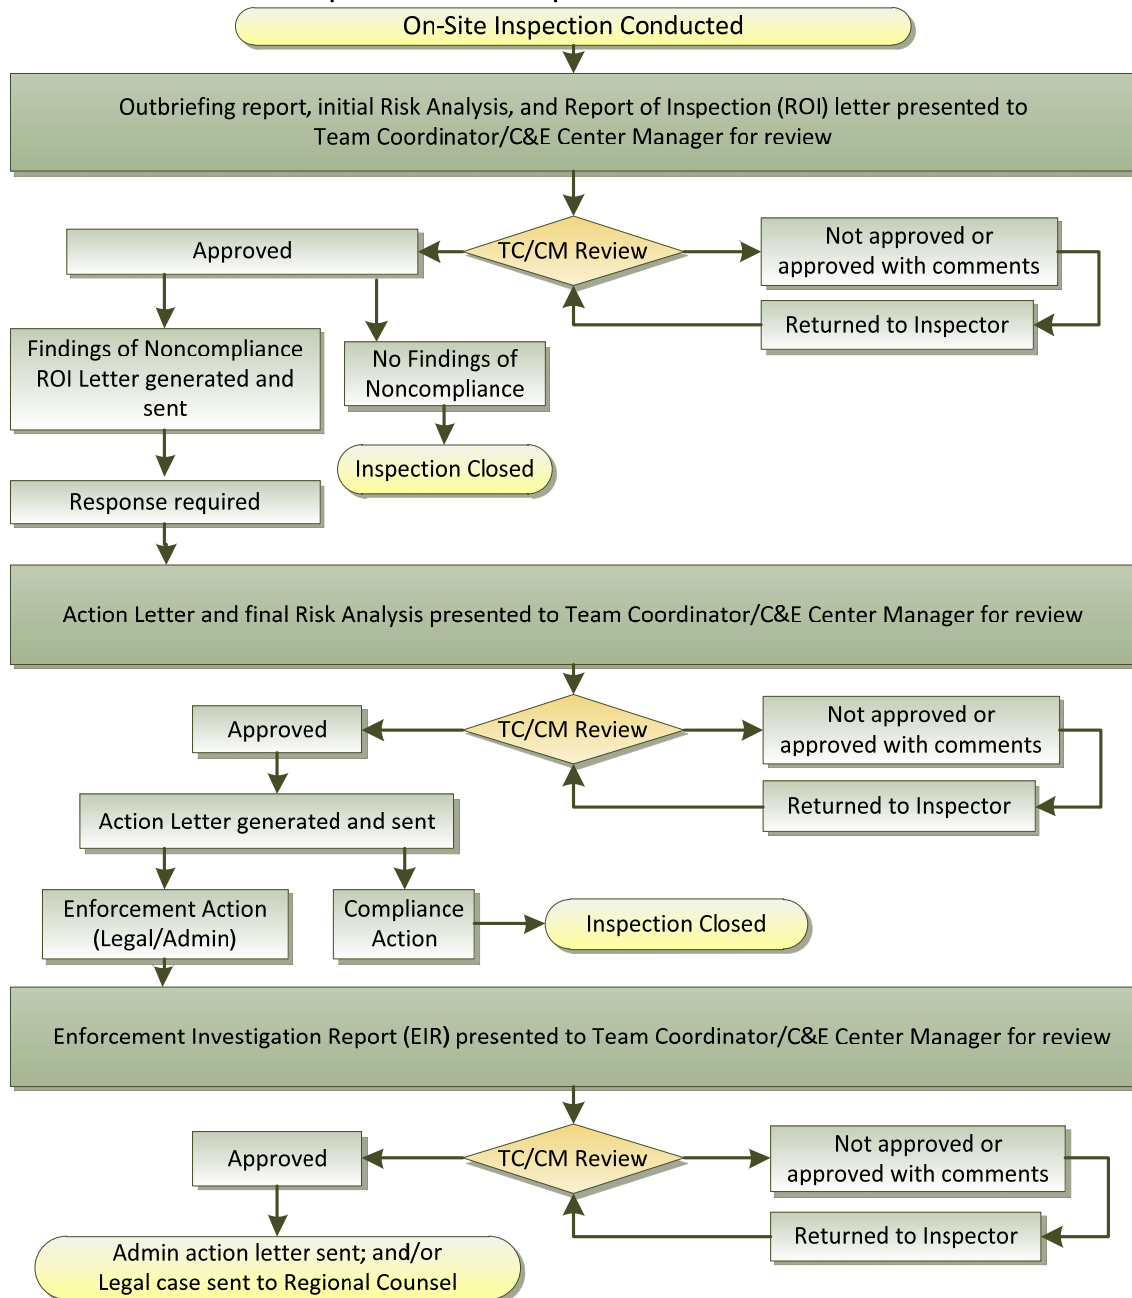 On-Site Inspection Conducted
Outbriefing report, initial Risk Analysis, and Report of Inspection (ROI) letter presented to
Team Coordinator/C&E Center Manager for review
Approved
TC/CM Review
Not approved or
approved with comments
Returned to Inspector
Findings of Noncompliance
ROI Letter generated and
sent
No Findings of
Noncompliance
Inspection Closed
Response required
Action Letter and final Risk Analysis presented to Team Coordinator/C&E Center Manager for review
Approved
TC/CM Review
Not approved or
approved with comments
Returned to Inspector
Action Letter generated and sent
Enforcement Action
(Legal/Admin)
Compliance
Action
Inspection Closed
Enforcement Investigation Report (EIR) presented to Team Coordinator/C&E Center Manager for review
Approved
TC/CM Review
Not approved or
approved with comments
Returned to Inspector
Admin action letter sent; and/or
Legal case sent to Regional Counsel